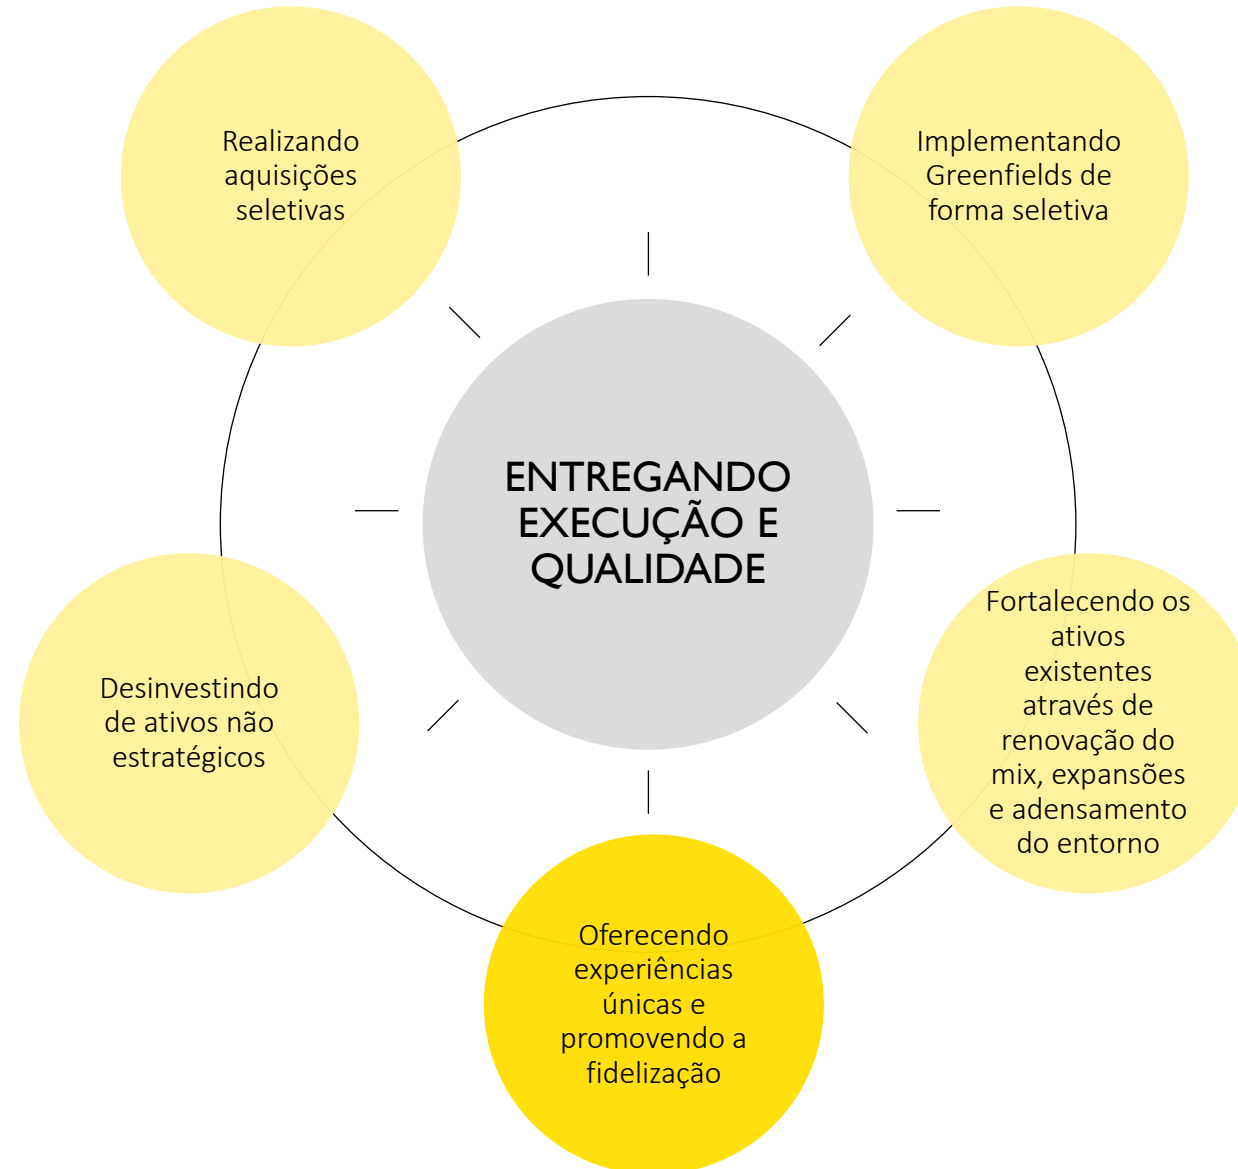 Realizando
aquisições
seletivas
Implementando
Greenfields de
forma seletiva
ENTREGANDO
EXECUÇÃO E
QUALIDADE
Fortalecendo os
ativos
existentes
através de
renovação do
mix, expansões
e adensamento
do entorno
Desinvestindo
de ativos não
estratégicos
Oferecendo
experiências
únicas e
promovendo a
fidelização